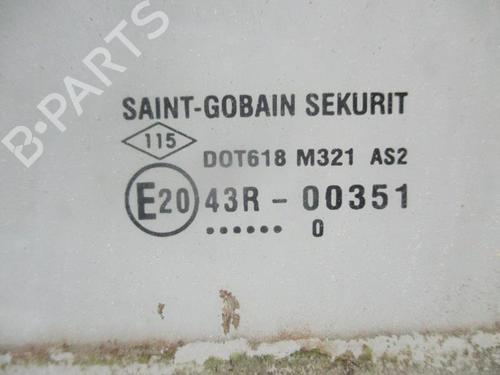 B-PARTS
SAINT-GOBAIN SEKURIT
115
DOT618 M321 AS2
E20 43R - 00351
...... 0